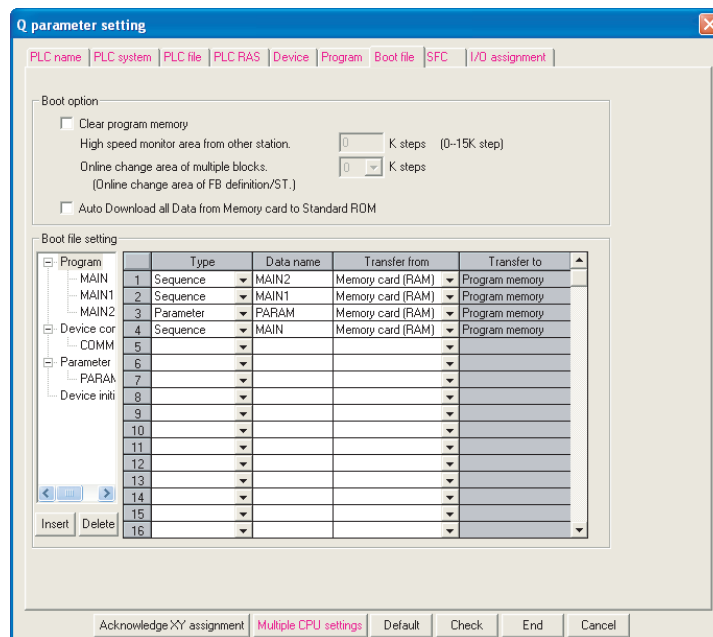 Q parameter setting
PLC name PLC system PLC file PLC RAS Device Program Boot file SFC I/O assignment
Boot option
Clear program memory
High speed monitor area from other station. 0 K steps (0--15K step)
Online change area of multiple blocks. 0 K steps
(Online change area of FB definition/ST.)
Auto Download all Data from Memory card to Standard ROM
Boot file setting
Program
MAIN
MAIN1
MAIN2
Device cor
COMM
Parameter
PARAM
Device initi
Insert Delete
Type Data name Transfer from Transfer to
1 Sequence MAIN2 Memory card (RAM) Program memory
2 Sequence MAIN1 Memory card (RAM) Program memory
3 Parameter PARAM Memory card (RAM) Program memory
4 Sequence MAIN Memory card (RAM) Program memory
5
6
7
8
9
10
11
12
13
14
15
16
Acknowledge XY assignment Multiple CPU settings Default Check End Cancel